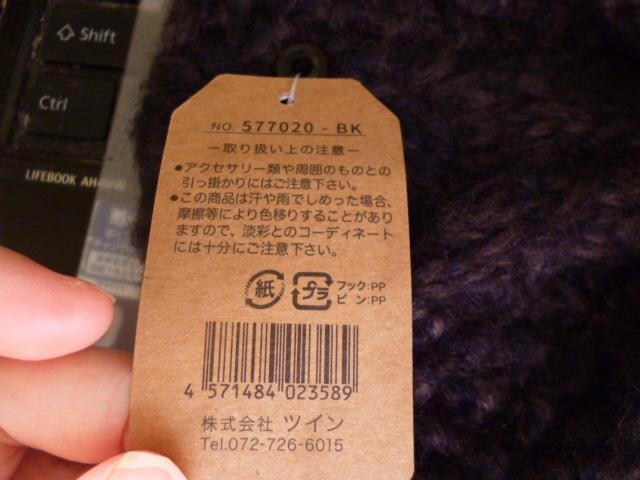 Shift
Ctrl
LIFEBOOK
NO. 577020 - BK
ー取り扱い上の注意ー
●アクセサリー類や周囲のものとの
引っ掛かりにはご注意下さい。
●この商品は汗や雨でしめった場合、
摩擦等により色移りすることがあり
ますので、淡彩とのコーディネート
には十分にご注意下さい。
紙
プラ
フック:PP
ピン:PP
4 571484 023589
株式会社 ツイン
Tel.072-726-6015